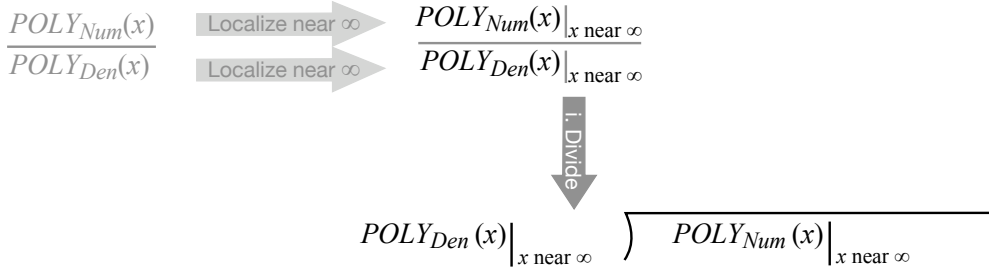 POLY_Num(x) Localize near ∞ POLY_Num(x)|x near ∞
POLY_Den(x) Localize near ∞ POLY_Den(x)|x near ∞
i. Divide
POLY_Den (x)|x near ∞ POLY_Num (x)|x near ∞